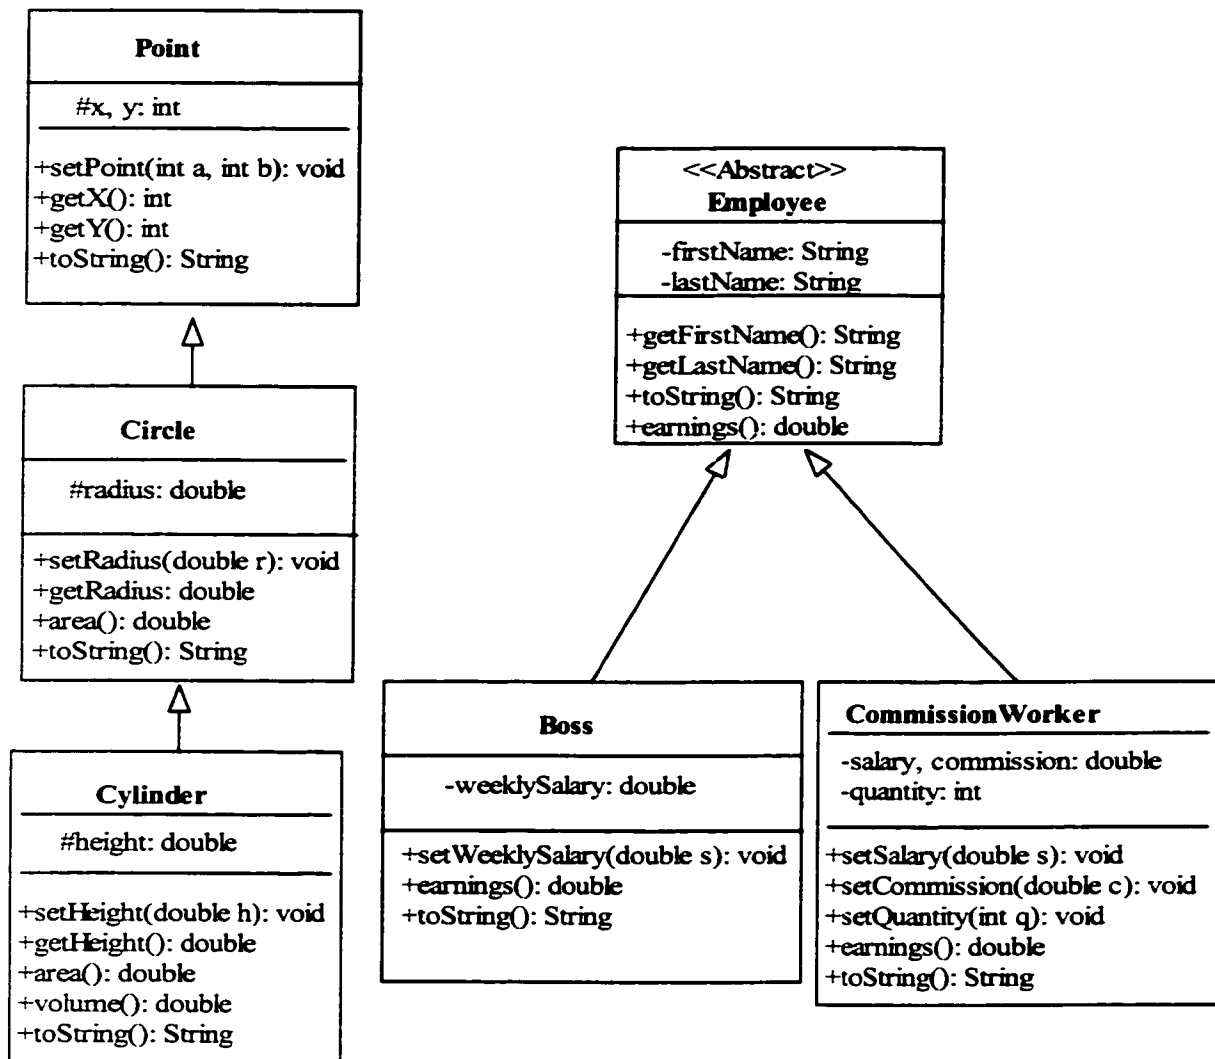 Point
#x, y: int
+setPoint(int a, int b): void
+getX(): int
+getY(): int
+toString(): String
Circle
#radius: double
+setRadius(double r): void
+getRadius: double
+area(): double
+toString(): String
Cylinder
#height: double
+setHeight(double h): void
+getHeight(): double
+area(): double
+volume(): double
+toString(): String
<<Abstract>>
Employee
-firstName: String
-lastName: String
+getFirstName(): String
+getLastName(): String
+toString(): String
+earnings(): double
Boss
-weeklySalary: double
+setWeeklySalary(double s): void
+earnings(): double
+toString(): String
CommissionWorker
-salary, commission: double
-quantity: int
+setSalary(double s): void
+setCommission(double c): void
+setQuantity(int q): void
+earnings(): double
+toString(): String